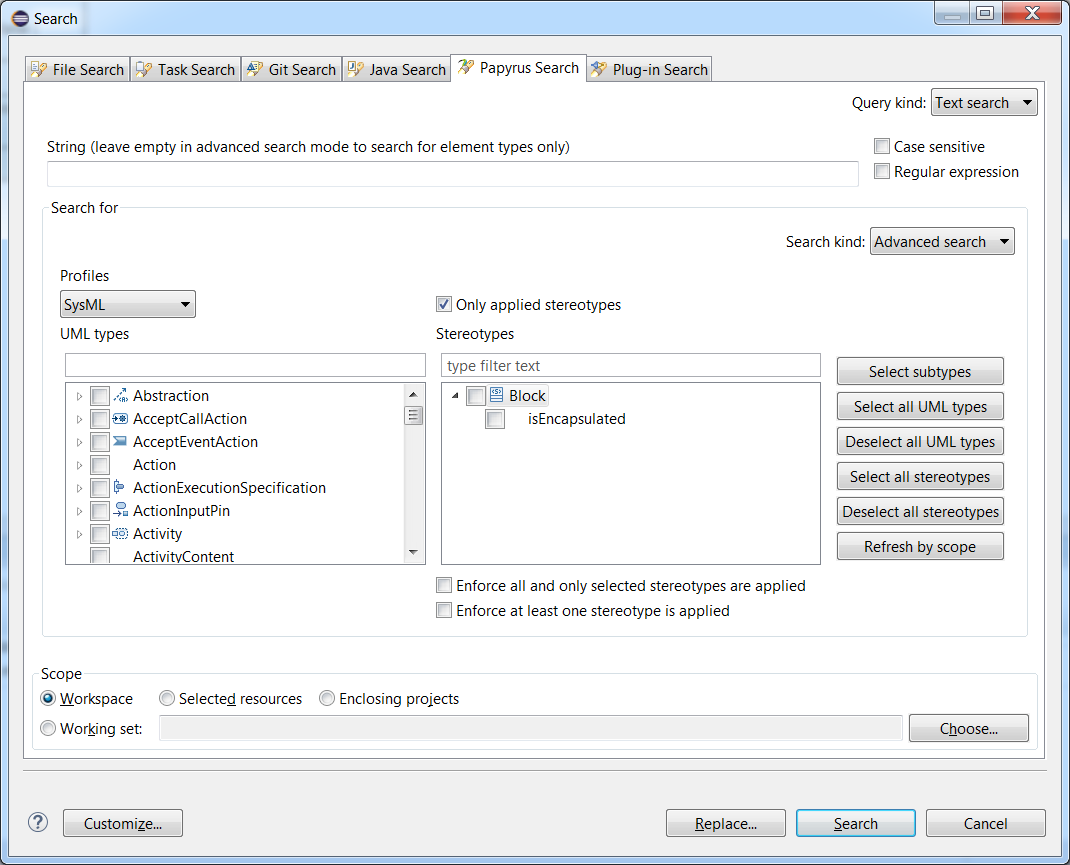 Search
File Search Task Search Git Search Java Search Papyrus Search Plug-in Search
Query kind: Text search
String (leave empty in advanced search mode to search for element types only)
Case sensitive
Regular expression
Search for
Search kind: Advanced search
Profiles
SysML
Only applied stereotypes
UML types
Stereotypes
type filter text
Abstraction
AcceptCallAction
AcceptEventAction
Action
ActionExecutionSpecification
ActionInputPin
Activity
ActivityContent
Block
isEncapsulated
Select subtypes
Select all UML types
Deselect all UML types
Select all stereotypes
Deselect all stereotypes
Refresh by scope
Enforce all and only selected stereotypes are applied
Enforce at least one stereotype is applied
Scope
Workspace Selected resources Enclosing projects
Working set: Choose...
? Customize... Replace... Search Cancel